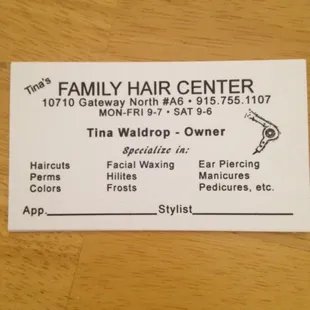 Tina's
FAMILY HAIR CENTER
10710 Gateway North #A6 • 915.755.1107
MON-FRI 9-7 • SAT 9-6
Tina Waldrop - Owner
Specialize in:
Haircuts Facial Waxing Ear Piercing
Perms Hilites Manicures
Colors Frosts Pedicures, etc.
App. Stylist